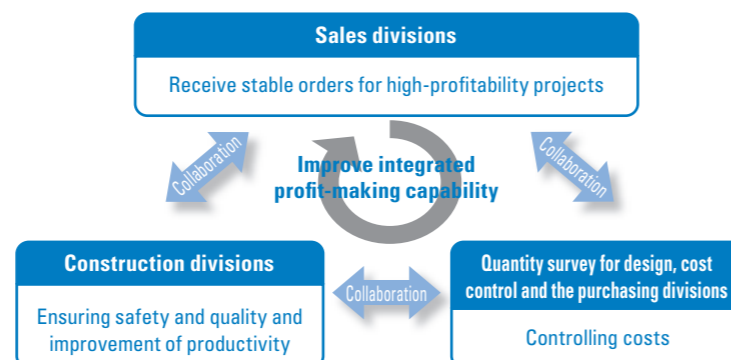 Sales divisions
Receive stable orders for high-profitability projects
Collaboration
Improve integrated
profit-making capability
Collaboration
Construction divisions
Ensuring safety and quality and
improvement of productivity
Collaboration
Quantity survey for design, cost
control and the purchasing divisions
Controlling costs